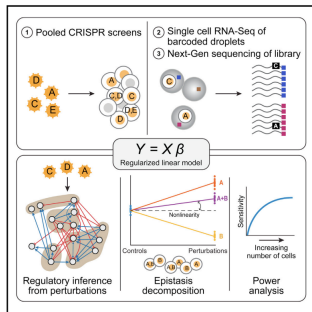 1 Pooled CRISPR screens
D
A
C
E
A
C,D
D
C
D,E
A
2 Single cell RNA-Seq of
barcoded droplets
3 Next-Gen sequencing of library
C
A
C
A
Y = X β
Regularized linear model
C D A
Regulatory inference
from perturbations
A
A+B
Nonlinearity
B
Controls
Perturbations
Epistasis
decomposition
Sensitivity
Increasing
number of cells
Power
analysis